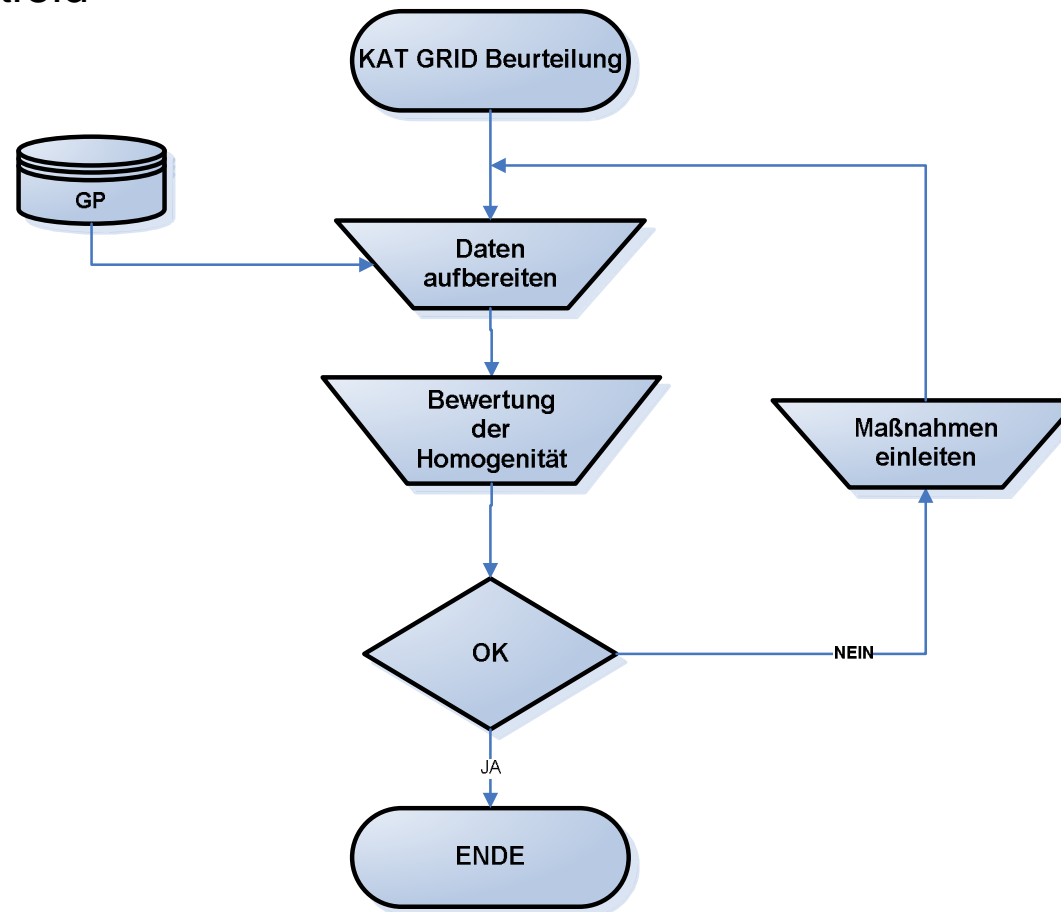 KAT GRID Beurteilung
GP
Daten
aufbereiten
Bewertung
der
Homogenität
Maßnahmen
einleiten
OK
NEIN
JA
ENDE